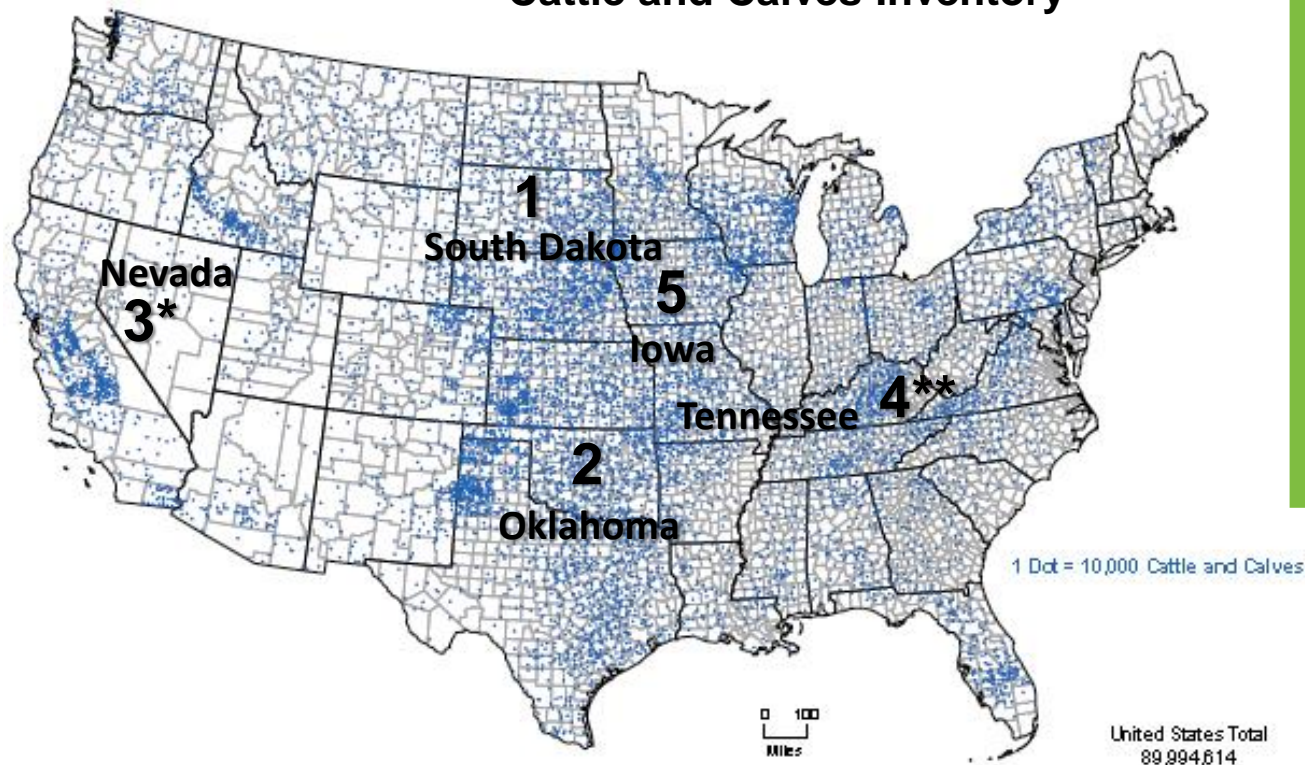 Cattle and Calves Inventory
1
South Dakota
Nevada
3*
5
Iowa
Tennessee
4**
2
Oklahoma
1 Dot = 10,000 Cattle and Calves
0 100
Miles
United States Total
89,994,614